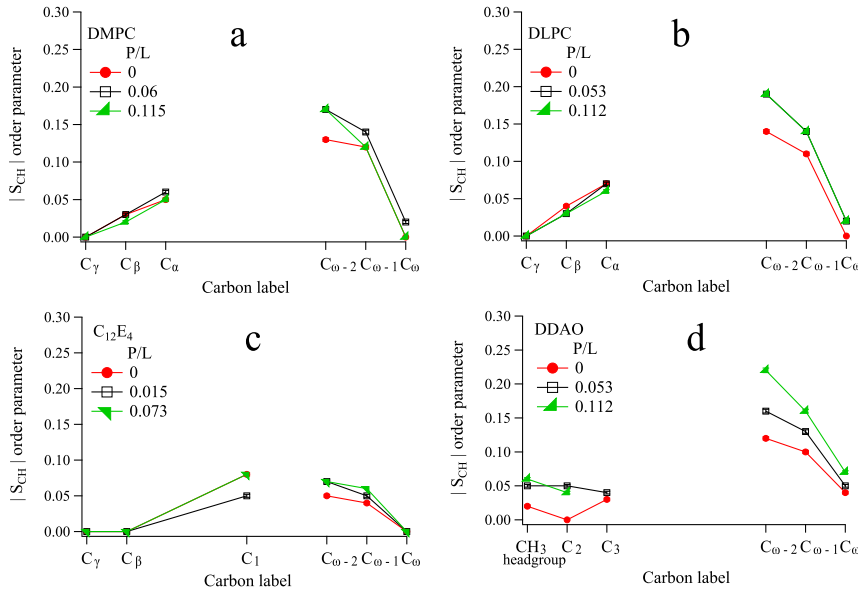 a
DMPC
P/L
0
0.06
0.115
| S_CH | order parameter
0.30
0.25
0.20
0.15
0.10
0.05
0.00
Cγ Cβ Cα Cω - 2 Cω - 1 Cω
Carbon label
b
DLPC
P/L
0
0.053
0.112
| S_CH | order parameter
0.30
0.25
0.20
0.15
0.10
0.05
0.00
Cγ Cβ Cα Cω - 2 Cω - 1 Cω
Carbon label
c
C₁₂E₄
P/L
0
0.015
0.073
| S_CH | order parameter
0.30
0.25
0.20
0.15
0.10
0.05
0.00
Cγ Cβ C₁ Cω - 2 Cω - 1 Cω
Carbon label
d
DDAO
P/L
0
0.053
0.112
| S_CH | order parameter
0.30
0.25
0.20
0.15
0.10
0.05
0.00
CH₃ C₂ C₃ Cω - 2 Cω - 1 Cω
headgroup
Carbon label